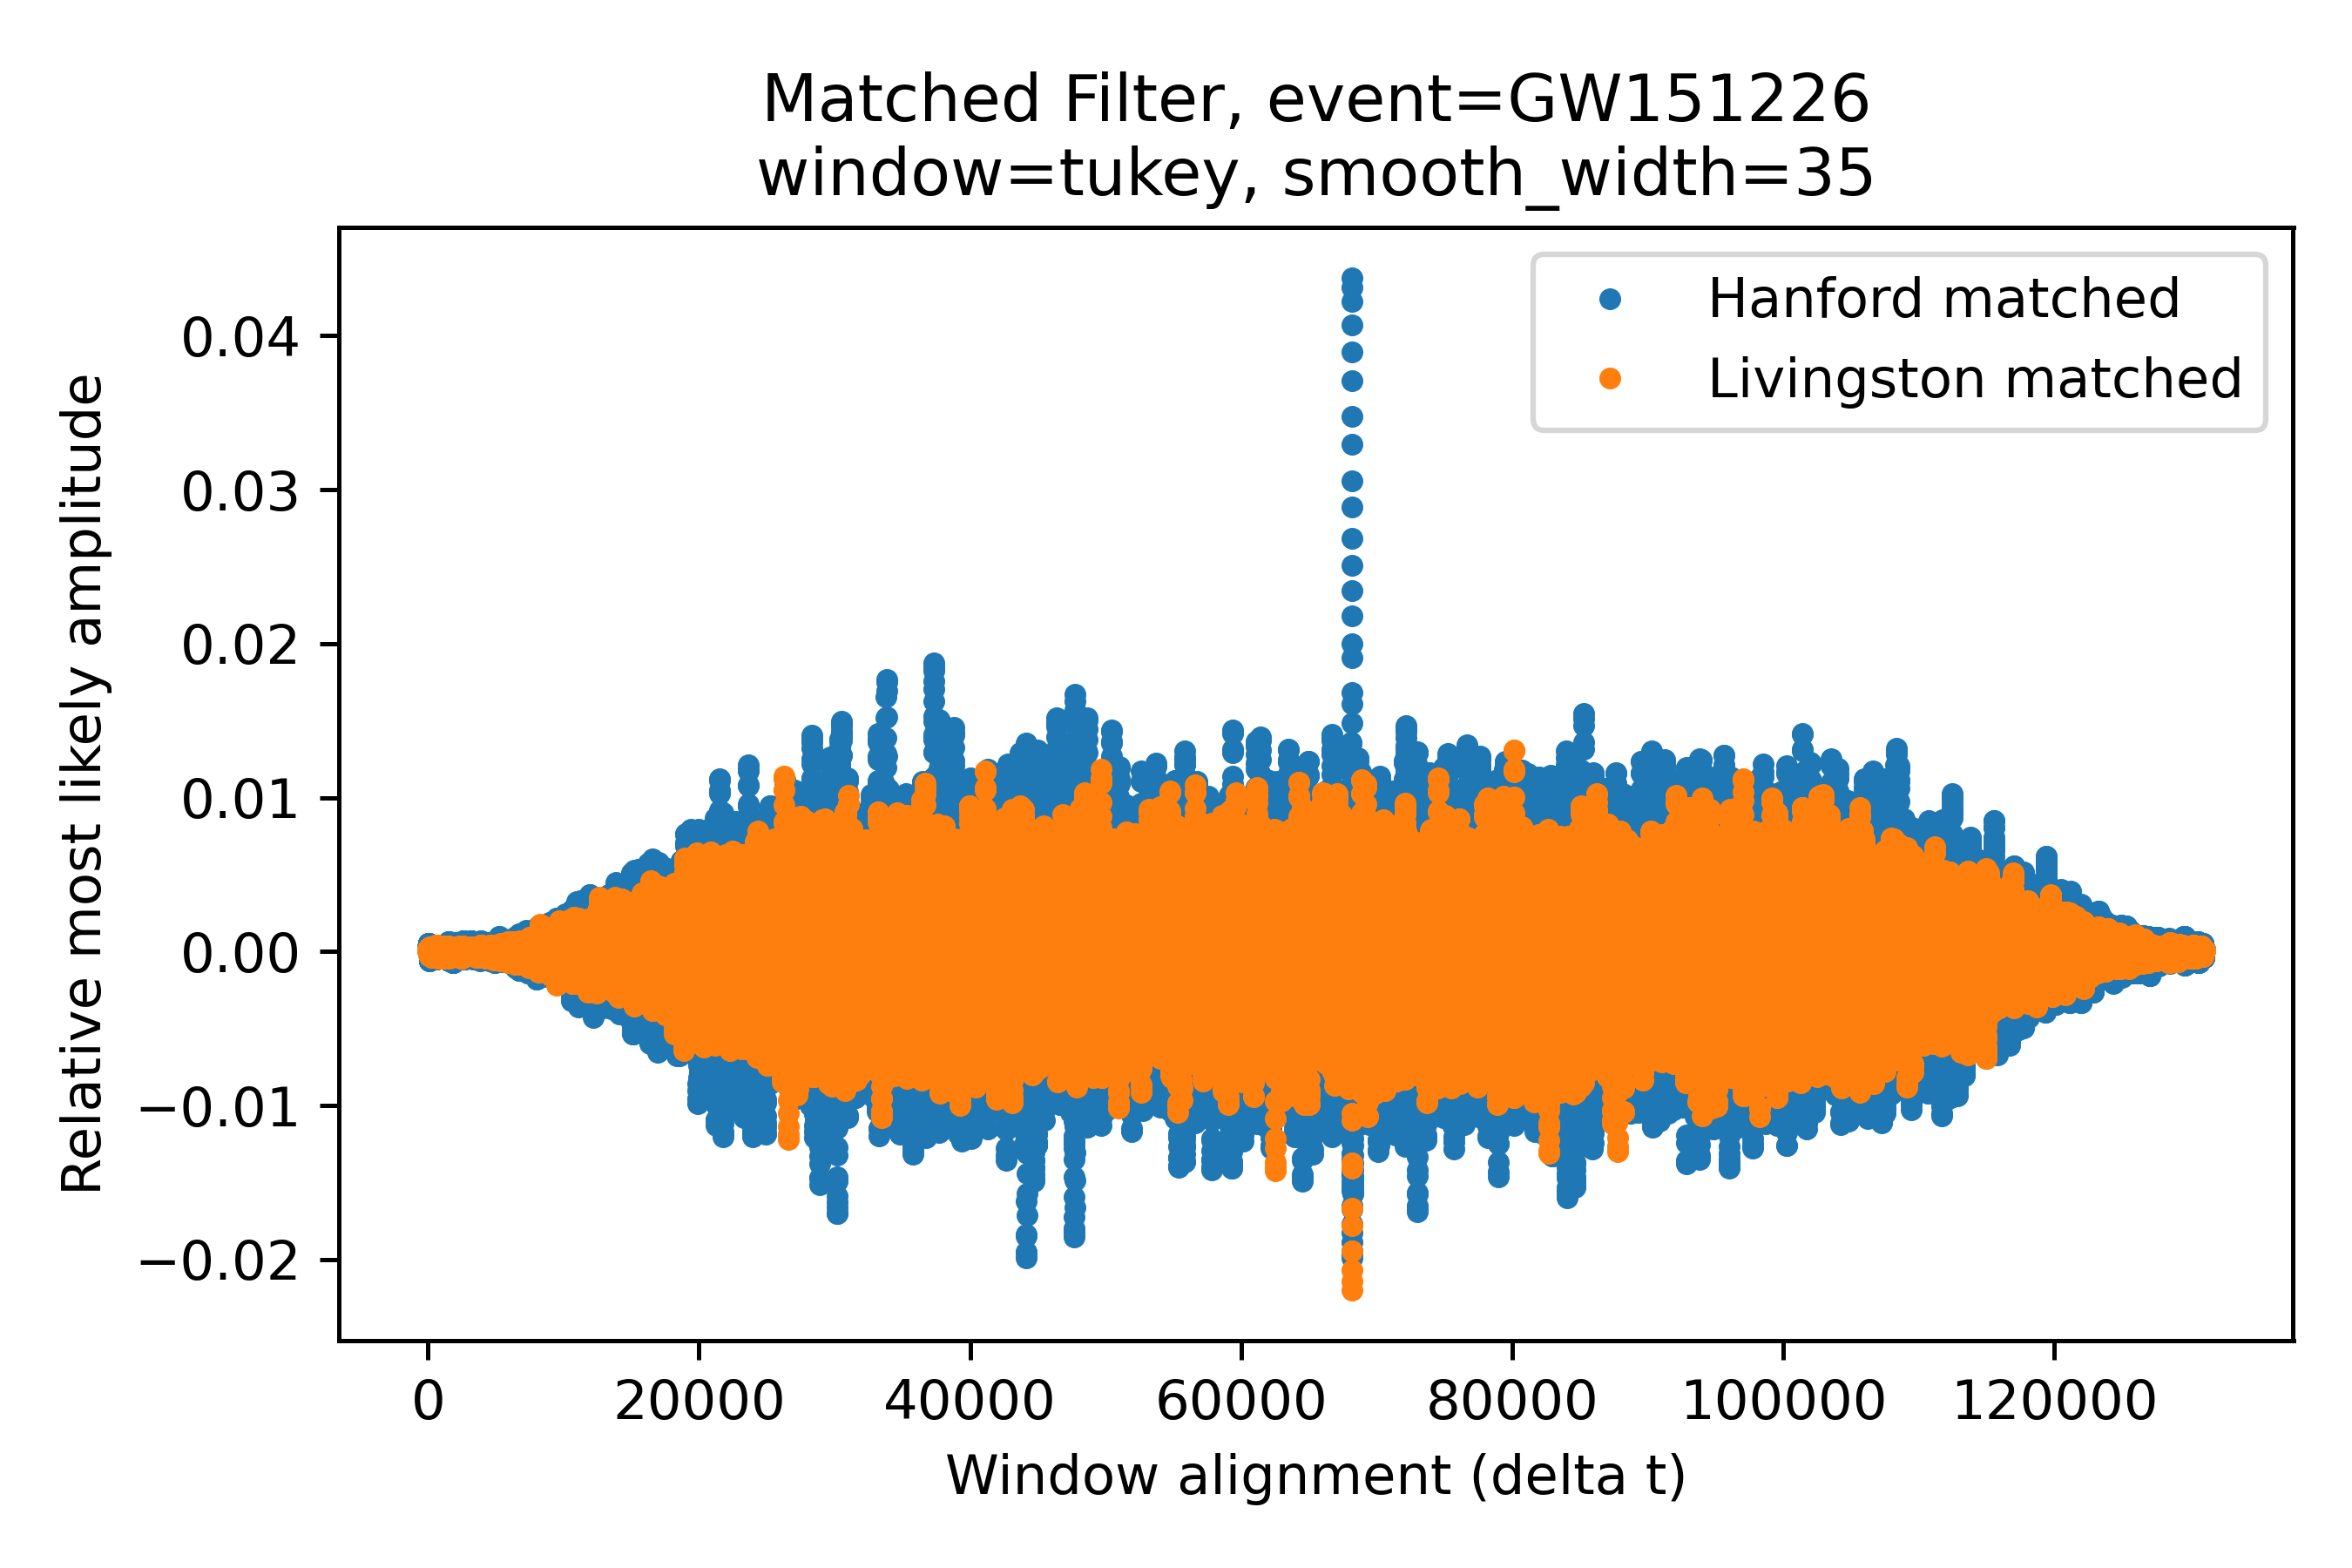 Matched Filter, event=GW151226
window=tukey, smooth_width=35
Hanford matched
Livingston matched
Relative most likely amplitude
0.04
0.03
0.02
0.01
0.00
−0.01
−0.02
0 20000 40000 60000 80000 100000 120000
Window alignment (delta t)